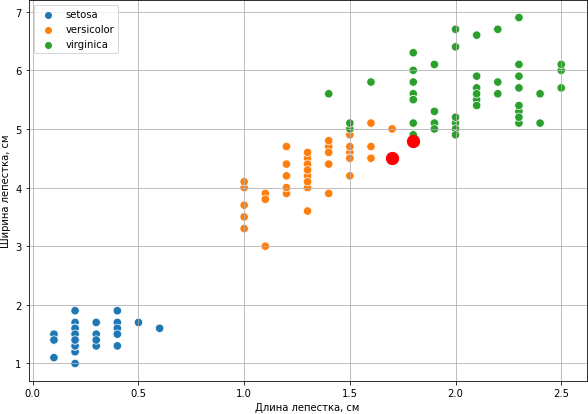 setosa
versicolor
virginica
Ширина лепестка, см
7
6
5
4
3
2
1
0.0 0.5 1.0 1.5 2.0 2.5
Длина лепестка, см